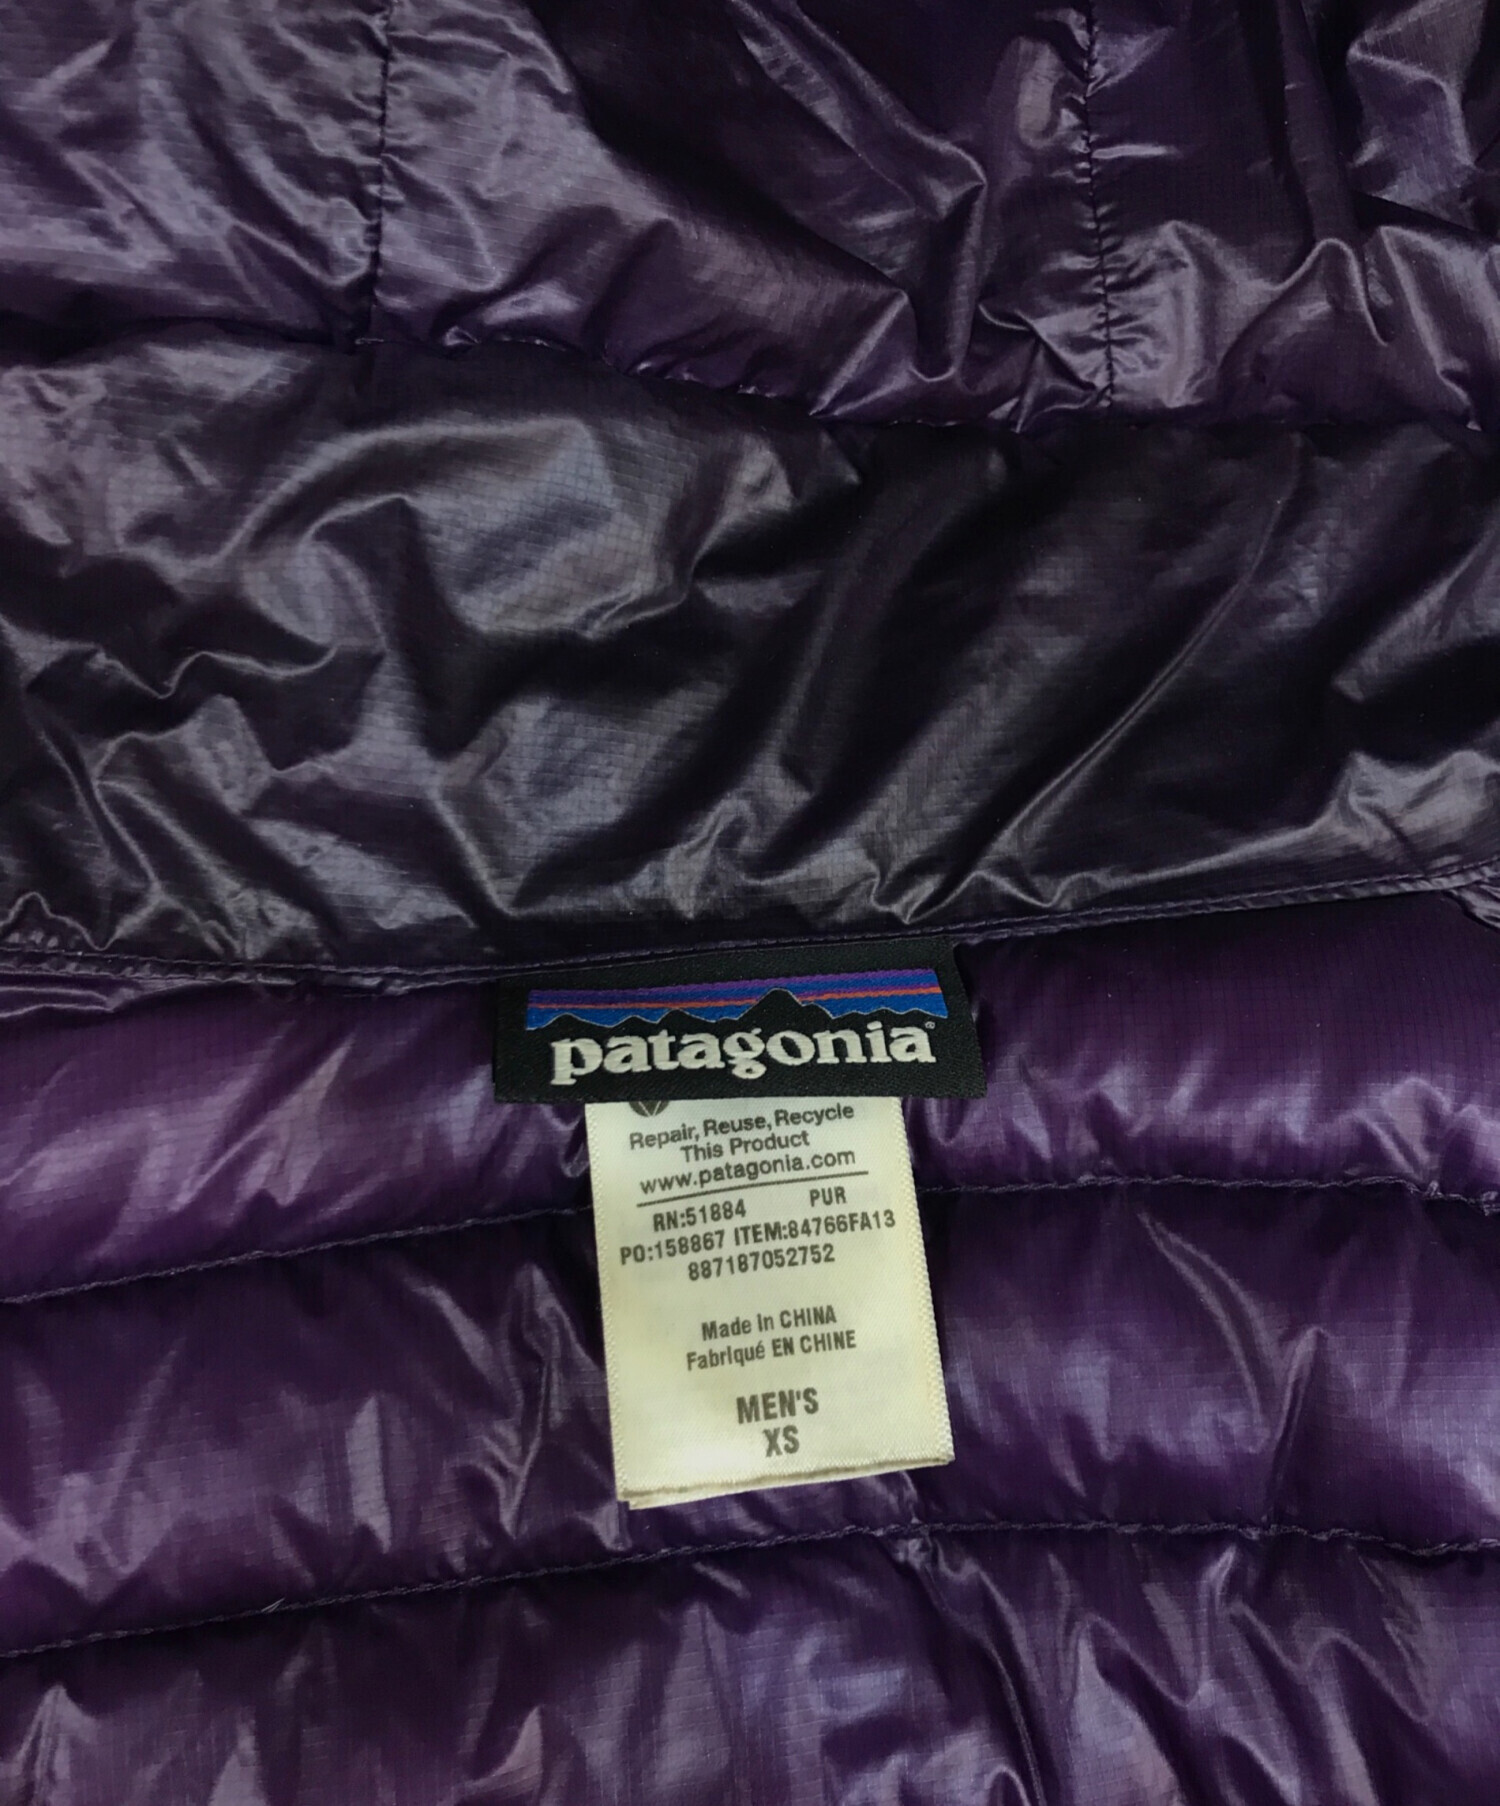 patagonia®
Repair, Reuse, Recycle
This Product
www.patagonia.com
RN:51884 PUR
PO:158867 ITEM:84766FA13
887187052752
Made In CHINA
Fabriqué EN CHINE
MEN'S
XS